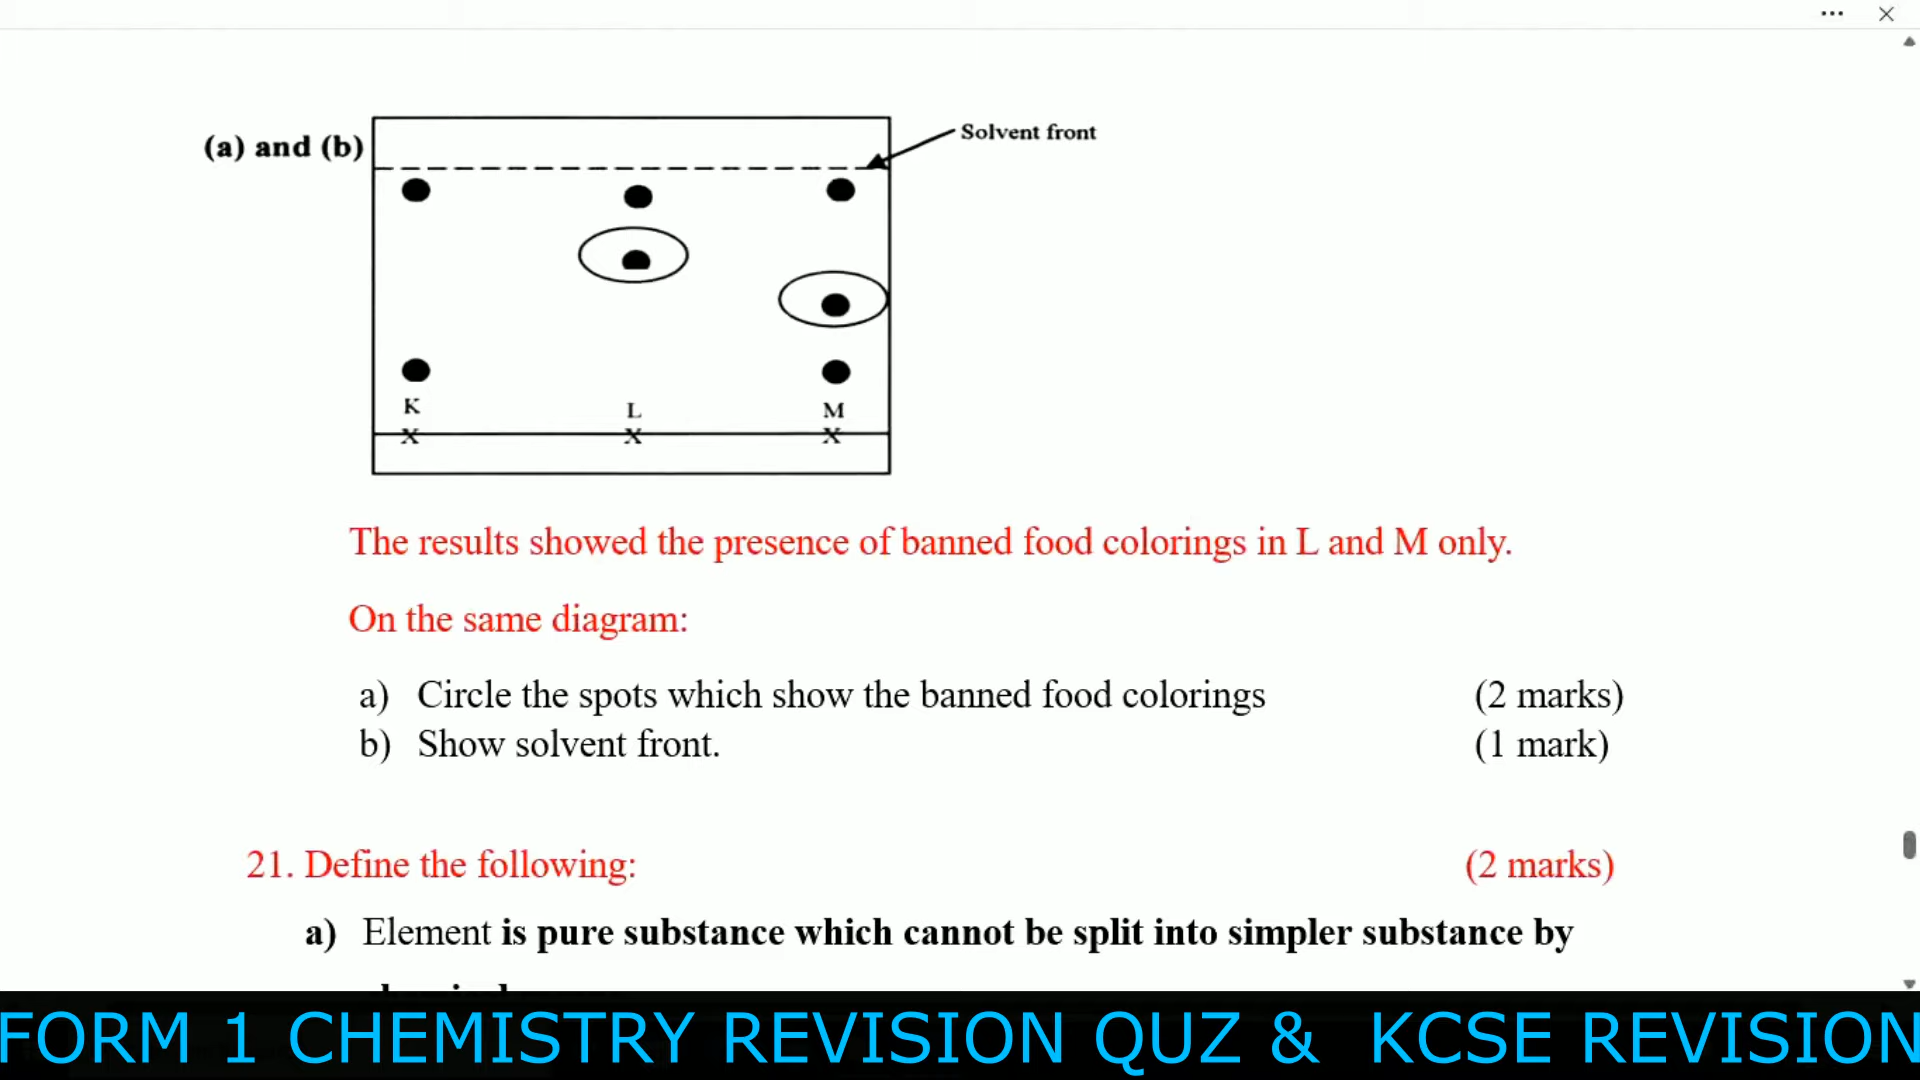 (a) and (b)
Solvent front
K
L
M
X
X
X
The results showed the presence of banned food colorings in L and M only.
On the same diagram:
a) Circle the spots which show the banned food colorings (2 marks)
b) Show solvent front. (1 mark)
21. Define the following: (2 marks)
a) Element is pure substance which cannot be split into simpler substance by
FORM 1 CHEMISTRY REVISION QUZ & KCSE REVISION